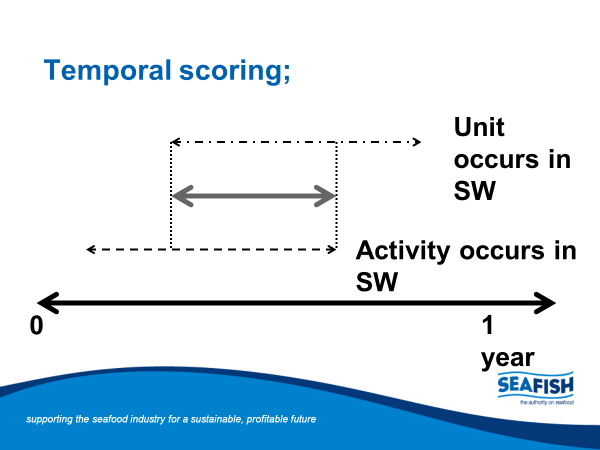 Temporal scoring;
Unit
occurs in
SW
Activity occurs in
SW
0
1
year
SEAFISH
the authority on seafood
supporting the seafood industry for a sustainable, profitable future